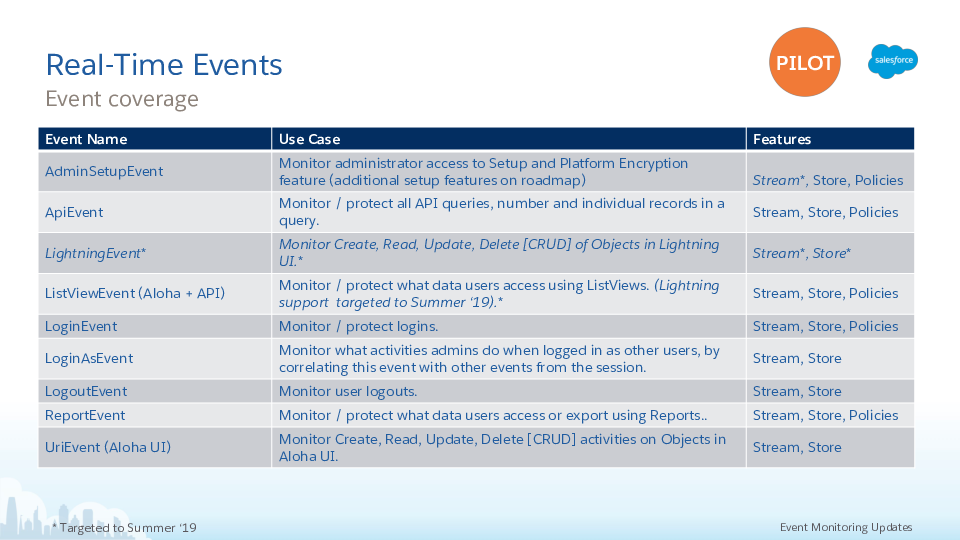 Real-Time Events
Event coverage
PILOT
salesforce
Event Name Use Case Features
AdminSetupEvent
Monitor administrator access to Setup and Platform Encryption
feature (additional setup features on roadmap)
Stream*, Store, Policies
ApiEvent
Monitor / protect all API queries, number and individual records in a
query.
Stream, Store, Policies
LightningEvent*
Monitor Create, Read, Update, Delete [CRUD] of Objects in Lightning
UI.*
Stream*, Store*
ListViewEvent (Aloha + API)
Monitor / protect what data users access using ListViews. (Lightning
support targeted to Summer ‘19).*
Stream, Store, Policies
LoginEvent
Monitor / protect logins.
Stream, Store, Policies
LoginAsEvent
Monitor what activities admins do when logged in as other users, by
correlating this event with other events from the session.
Stream, Store
LogoutEvent
Monitor user logouts.
Stream, Store
ReportEvent
Monitor / protect what data users access or export using Reports..
Stream, Store, Policies
UriEvent (Aloha UI)
Monitor Create, Read, Update, Delete [CRUD] activities on Objects in
Aloha UI.
Stream, Store
* Targeted to Summer ‘19
Event Monitoring Updates